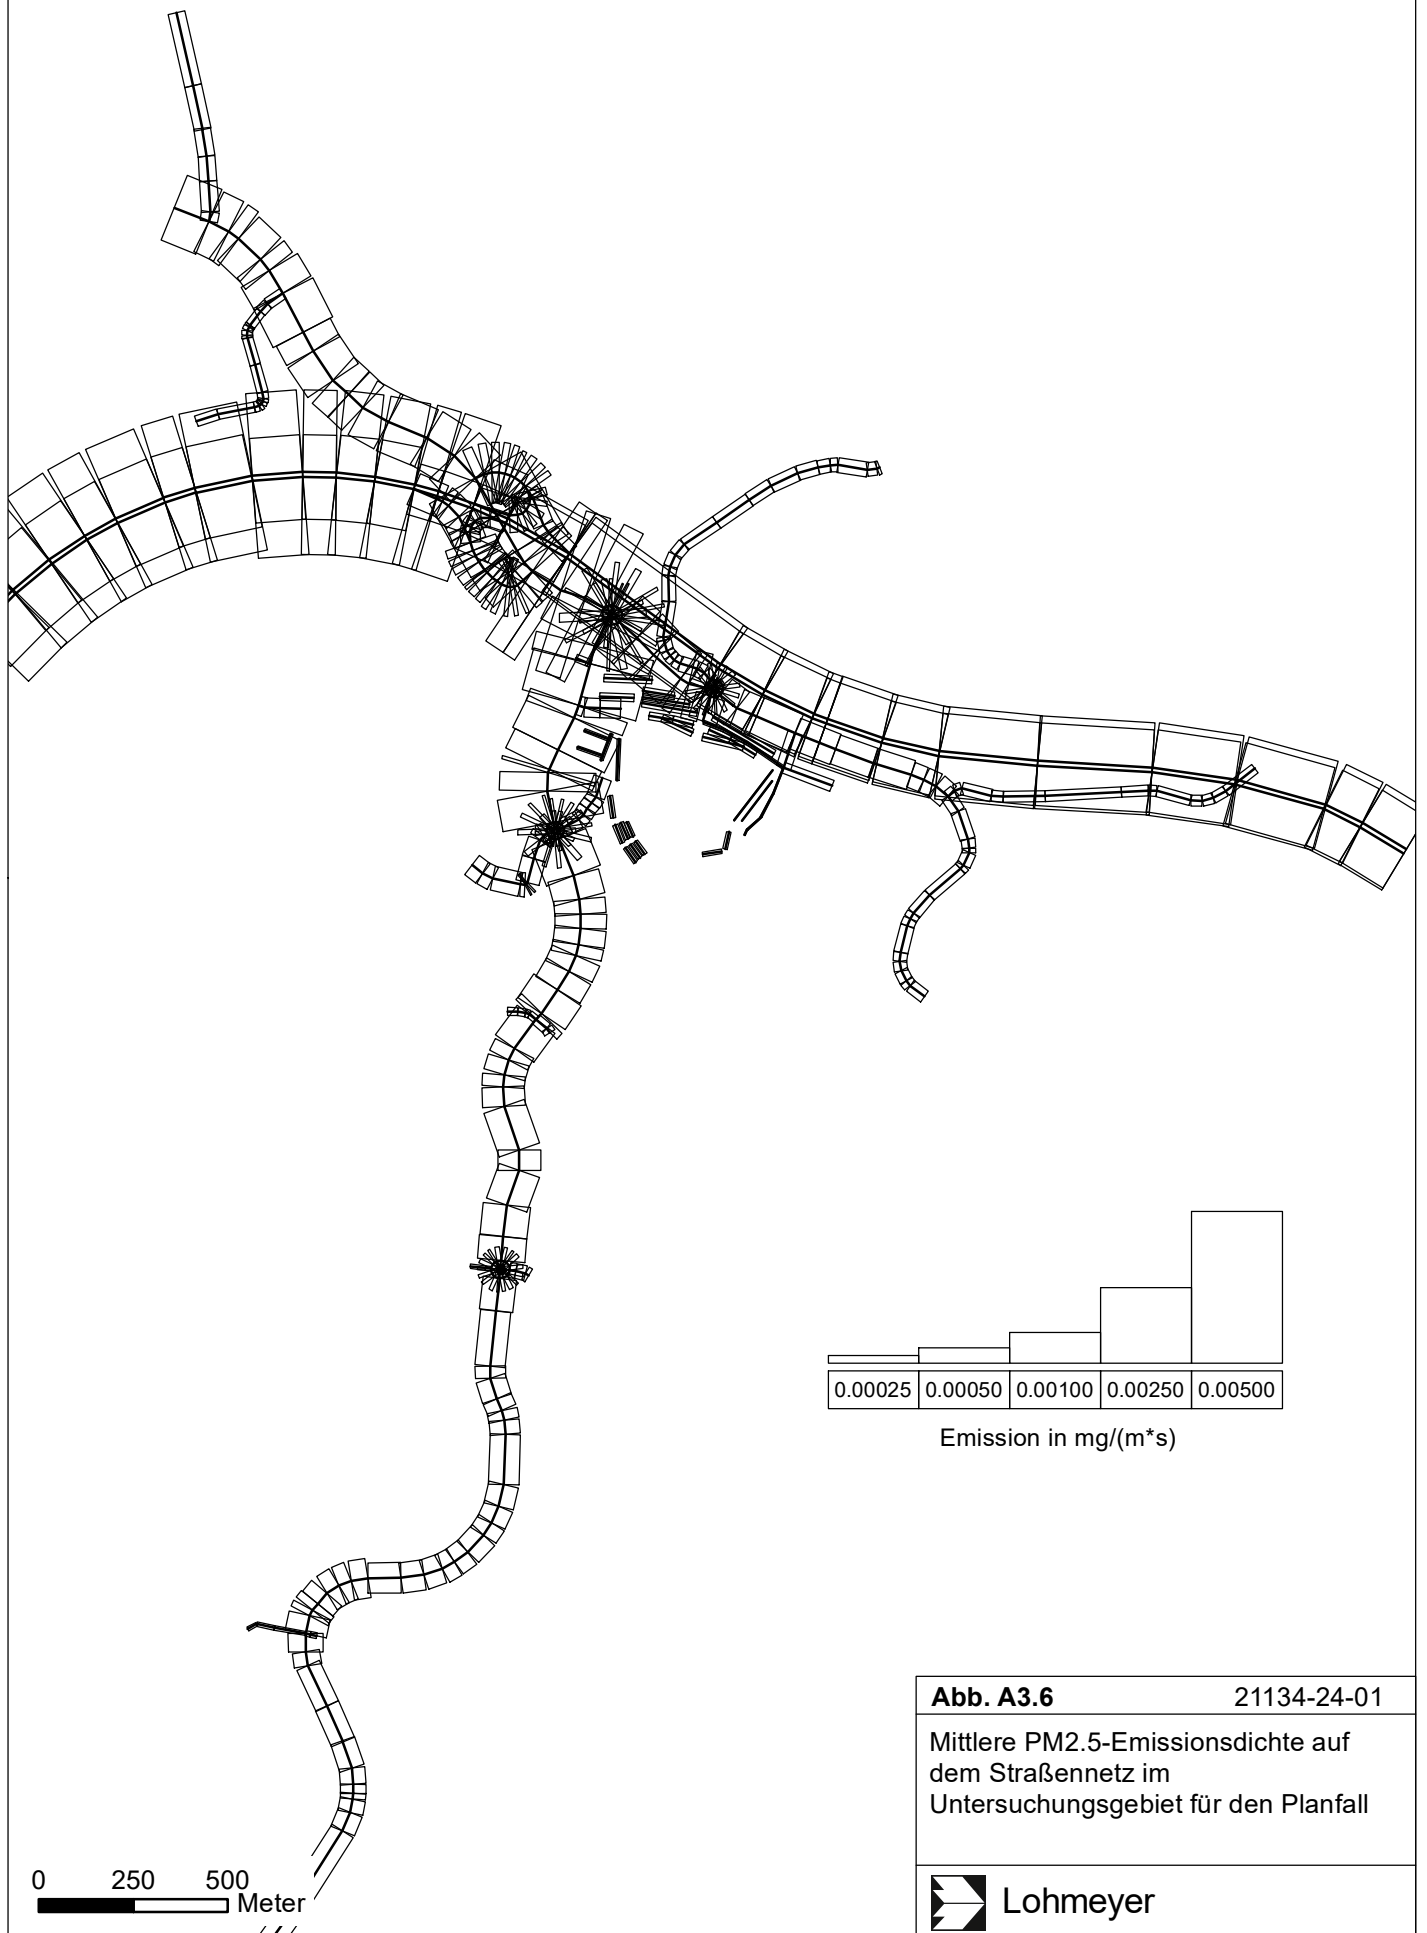 0.00025 0.00050 0.00100 0.00250 0.00500
Emission in mg/(m*s)
Abb. A3.6 21134-24-01
Mittlere PM2.5-Emissionsdichte auf
dem Straßennetz im
Untersuchungsgebiet für den Planfall
0 250 500
Meter
Lohmeyer